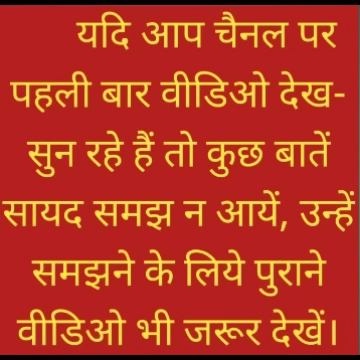 यदि आप चैनल पर
पहली बार वीडिओ देख-
सुन रहे हैं तो कुछ बातें
सायद समझ न आयें, उन्हें
समझने के लिये पुराने
वीडिओ भी जरूर देखें।